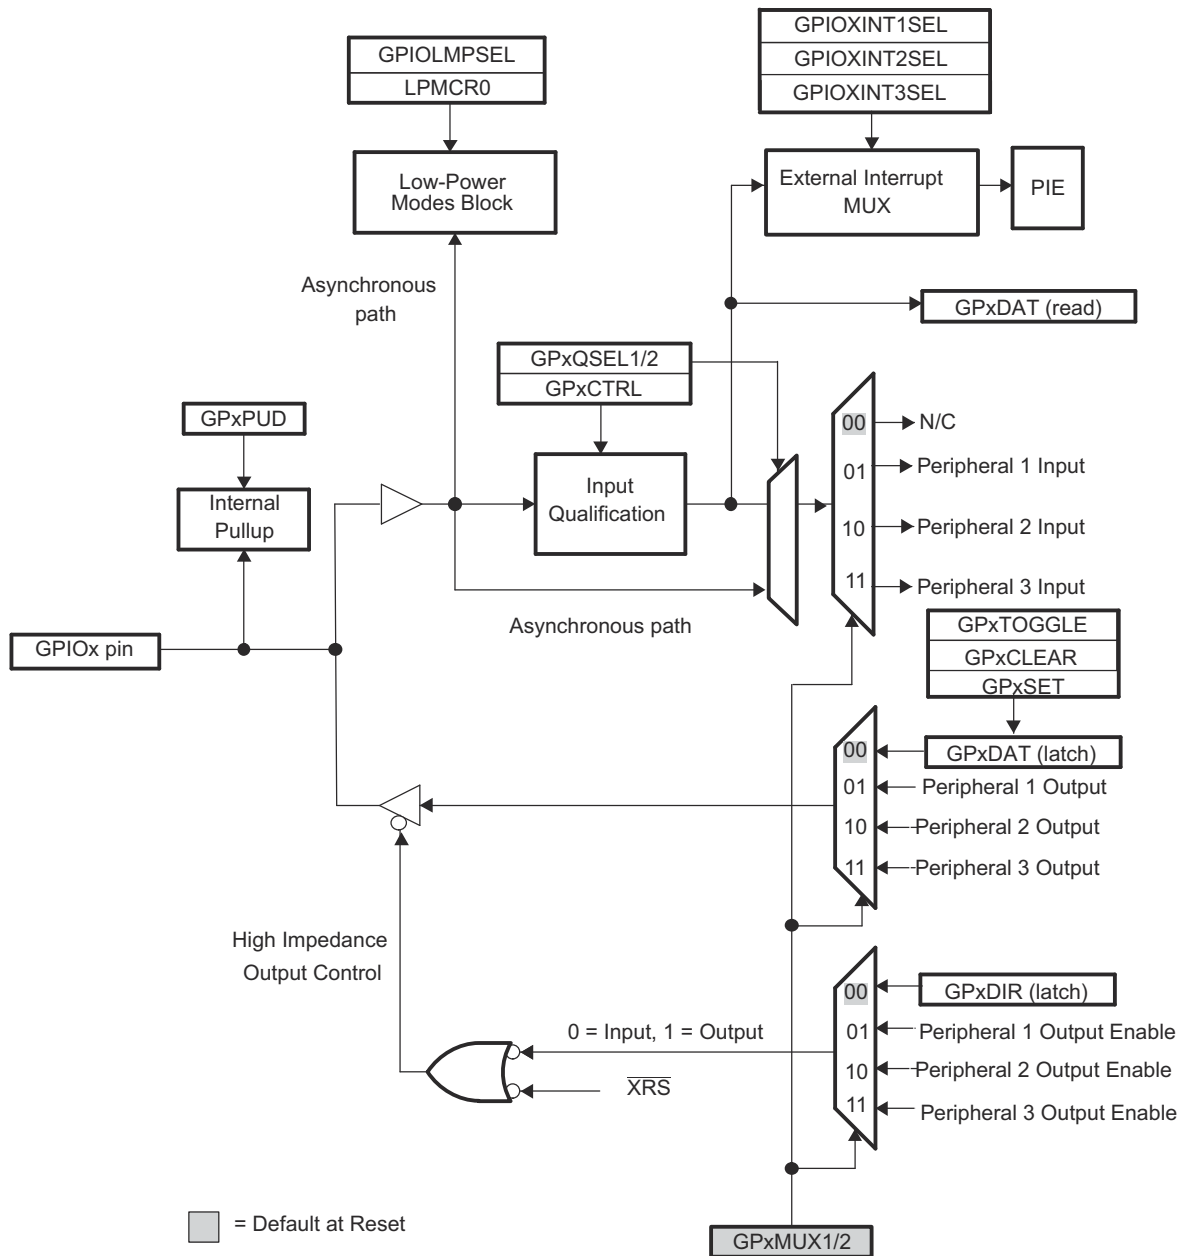 GPIOLMPSEL
LPMCR0
GPIOXINT1SEL
GPIOXINT2SEL
GPIOXINT3SEL
Low-Power
Modes Block
External Interrupt
MUX
PIE
Asynchronous
path
GPxDAT (read)
GPxQSEL1/2
GPxCTRL
GPxPUD
Internal
Pullup
Input
Qualification
00
N/C
01
Peripheral 1 Input
10
Peripheral 2 Input
11
Peripheral 3 Input
Asynchronous path
GPIOx pin
GPxTOGGLE
GPxCLEAR
GPxSET
00
GPxDAT (latch)
01
Peripheral 1 Output
10
Peripheral 2 Output
11
Peripheral 3 Output
High Impedance
Output Control
00
GPxDIR (latch)
0 = Input, 1 = Output
01
Peripheral 1 Output Enable
10
Peripheral 2 Output Enable
XRS
11
Peripheral 3 Output Enable
= Default at Reset
GPxMUX1/2